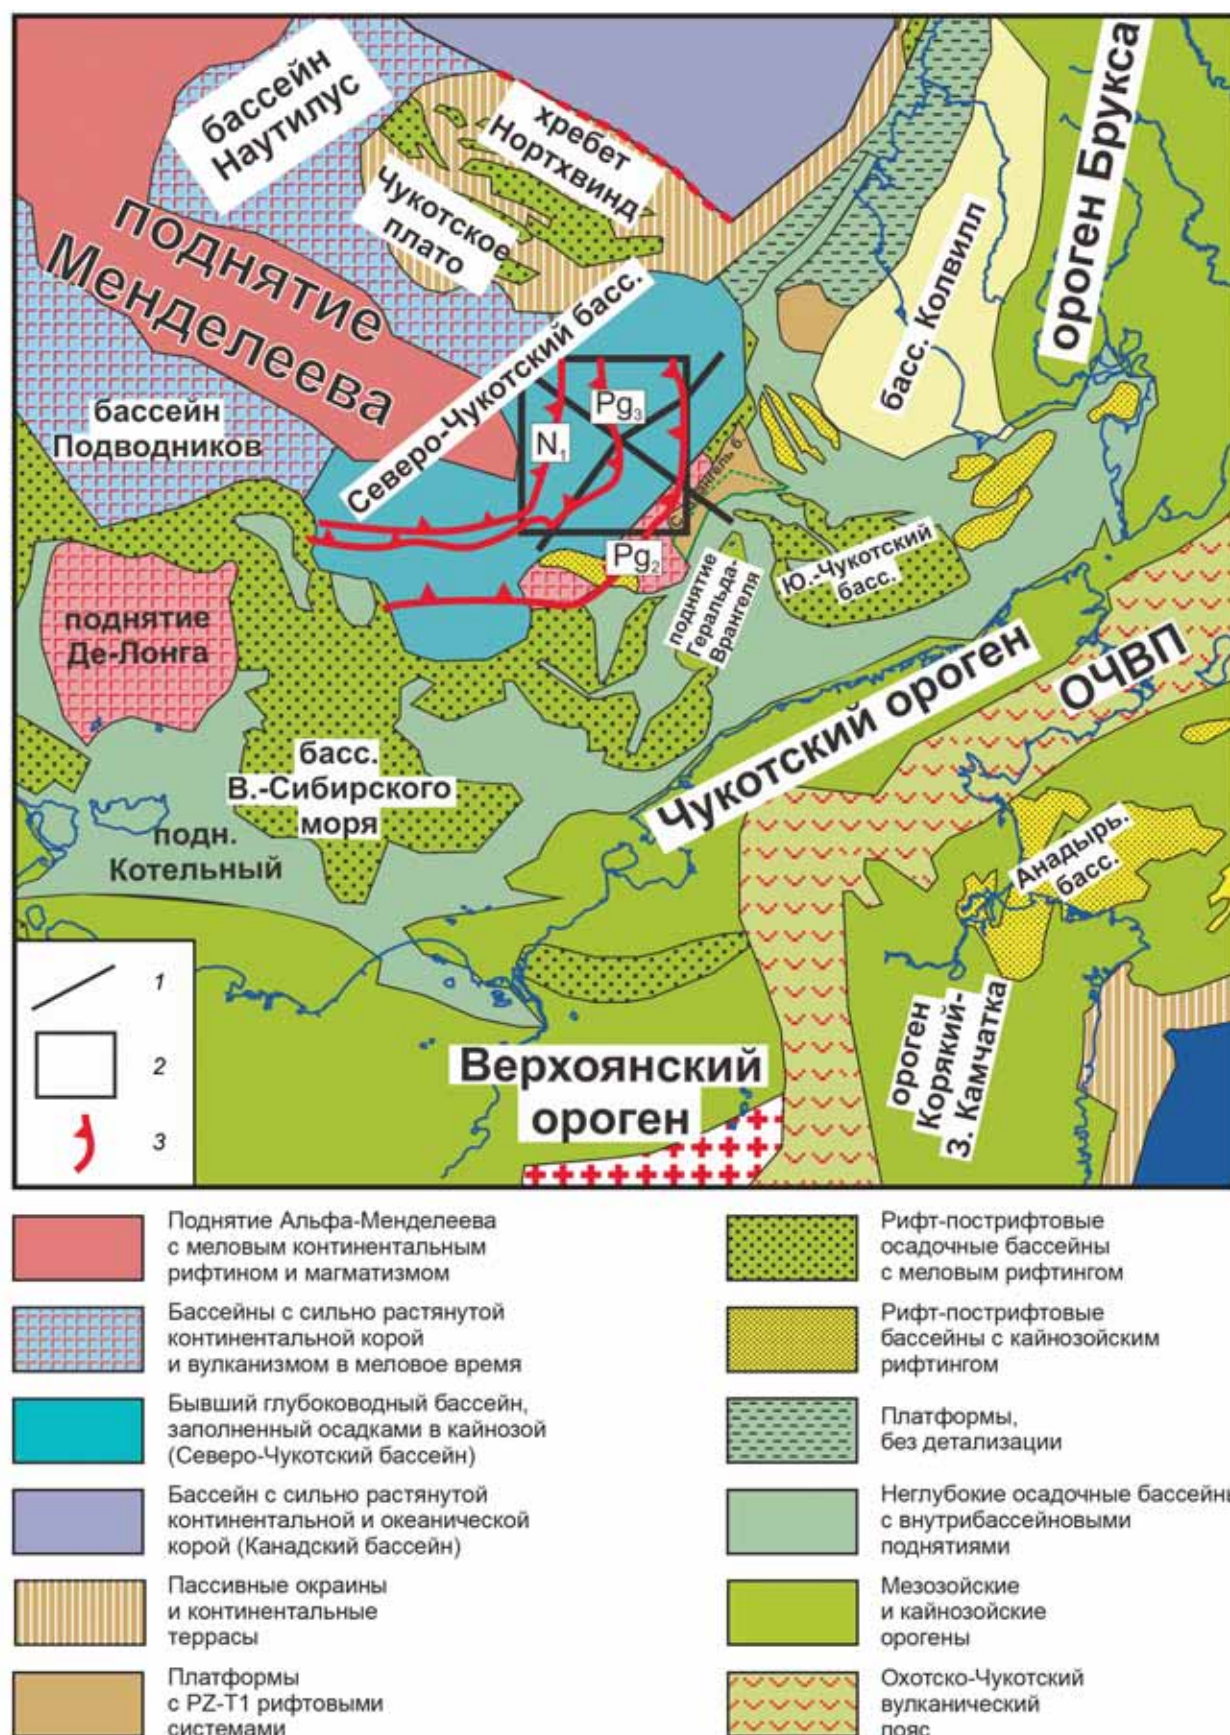 бассейн
Наутилус
хребет
Нортхвинд
Чукотское
плато
поднятие
Менделеева
ороген Брукса
басс. Колвилл
Северо-Чукотский басс.
бассейн
Подводников
Pg3
N1
Pg2
поднятие
Геральда-
Врангеля
Ю.-Чукотский
басс.
поднятие
Де-Лонга
Чукотский ороген
ОЧВП
басс.
В.-Сибирского
моря
подн.
Котельный
Анадырь.
басс.
ороген
Корякий-
З. Камчатка
Верхоянский
ороген
1
2
3
Поднятие Альфа-Менделеева
с меловым континентальным
рифтином и магматизмом
Бассейны с сильно растянутой
континентальной корой
и вулканизмом в меловое время
Бывший глубоководный бассейн,
заполненный осадками в кайнозой
(Северо-Чукотский бассейн)
Бассейн с сильно растянутой
континентальной и океанической
корой (Канадский бассейн)
Пассивные окраины
и континентальные
террасы
Платформы
с PZ-T1 рифтовыми
системами
Рифт-пострифтовые
осадочные бассейны
с меловым рифтингом
Рифт-пострифтовые
бассейны с кайнозойским
рифтингом
Платформы,
без детализации
Неглубокие осадочные бассейны
с внутрибассейновыми
поднятиями
Мезозойские
и кайнозойские
орогены
Охотско-Чукотский
вулканический
пояс